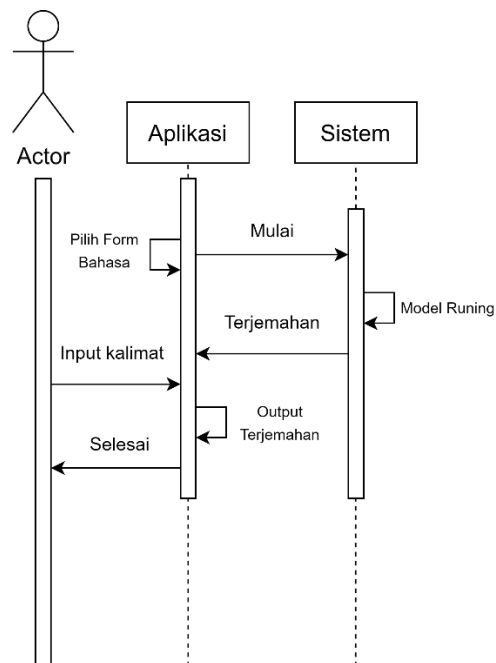 Actor
Aplikasi
Sistem
Pilih Form
Bahasa
Mulai
Model Runing
Terjemahan
Input kalimat
Output
Terjemahan
Selesai